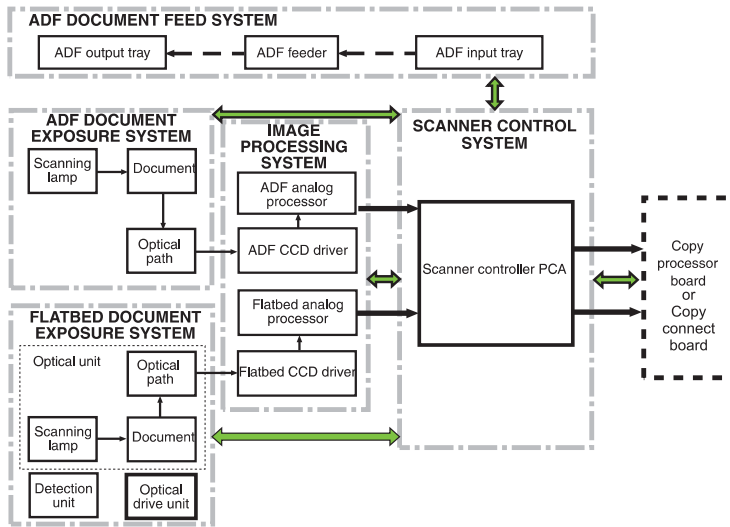 ADF DOCUMENT FEED SYSTEM
ADF output tray
ADF feeder
ADF input tray
ADF DOCUMENT
EXPOSURE SYSTEM
Scanning
lamp
Document
Optical
path
IMAGE
PROCESSING
SYSTEM
ADF analog
processor
ADF CCD driver
Flatbed analog
processor
Flatbed CCD driver
SCANNER CONTROL
SYSTEM
Scanner controller PCA
Copy
processor
board
or
Copy
connect
board
FLATBED DOCUMENT
EXPOSURE SYSTEM
Optical unit
Optical
path
Scanning
lamp
Document
Detection
unit
Optical
drive unit